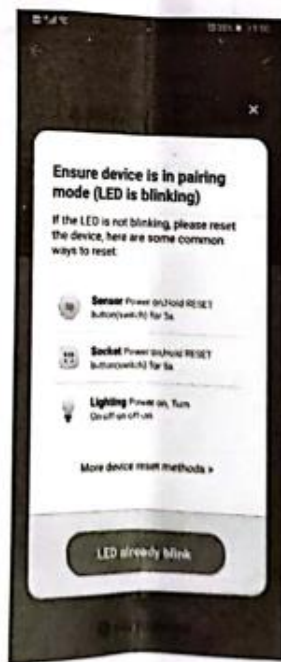 Ensure device is in pairing
mode (LED is blinking)
If the LED is not blinking, please reset
the device, here are some common
ways to reset:
Sensor Power on,Hold RESET
button(switch) for 5s.
Socket Power on,Hold RESET
button(switch) for
Lighting Power on, Turn
On off on off on
More device reset methods >
LED already blink